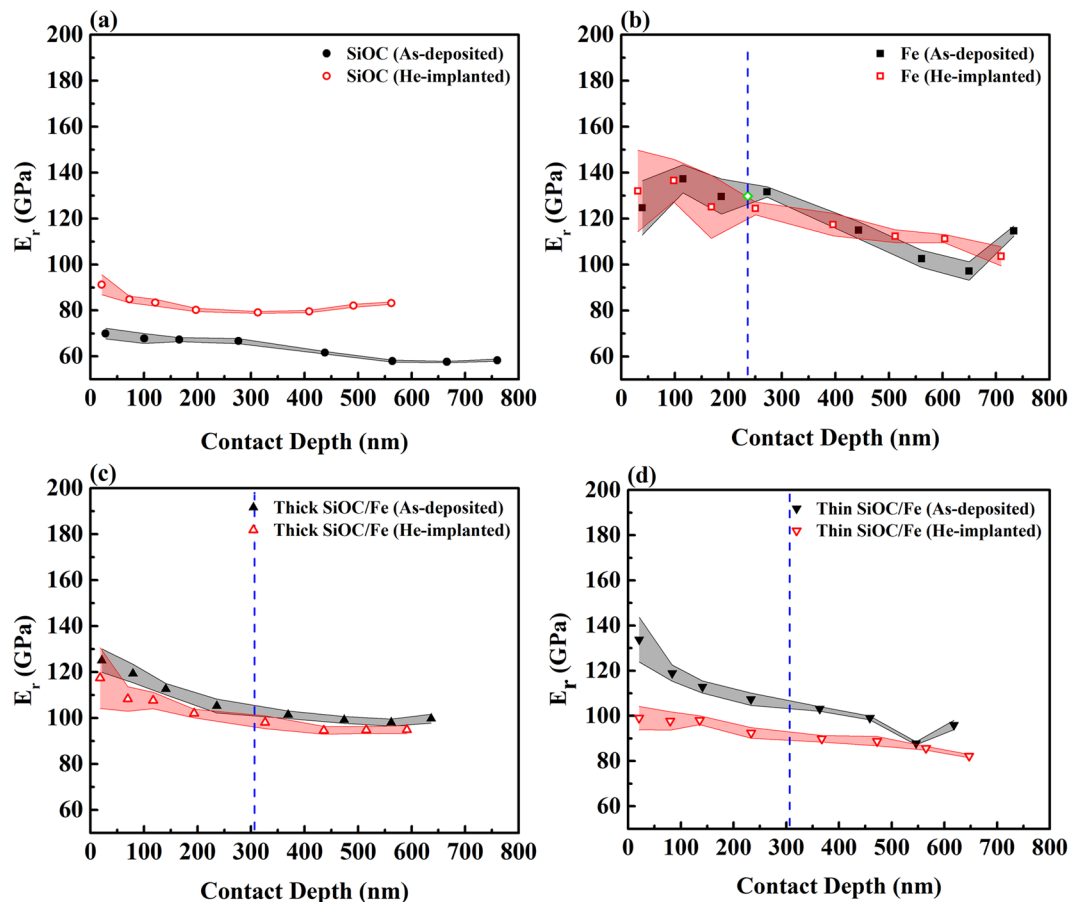 (a)
200
180
160
140
120
100
80
60
E_r (GPa)
SiOC (As-deposited)
SiOC (He-implanted)
0 100 200 300 400 500 600 700 800
Contact Depth (nm)
(b)
200
180
160
140
120
100
80
60
E_r (GPa)
Fe (As-deposited)
Fe (He-implanted)
0 100 200 300 400 500 600 700 800
Contact Depth (nm)
(c)
200
180
160
140
120
100
80
60
E_r (GPa)
Thick SiOC/Fe (As-deposited)
Thick SiOC/Fe (He-implanted)
0 100 200 300 400 500 600 700 800
Contact Depth (nm)
(d)
200
180
160
140
120
100
80
60
E_r (GPa)
Thin SiOC/Fe (As-deposited)
Thin SiOC/Fe (He-implanted)
0 100 200 300 400 500 600 700 800
Contact Depth (nm)